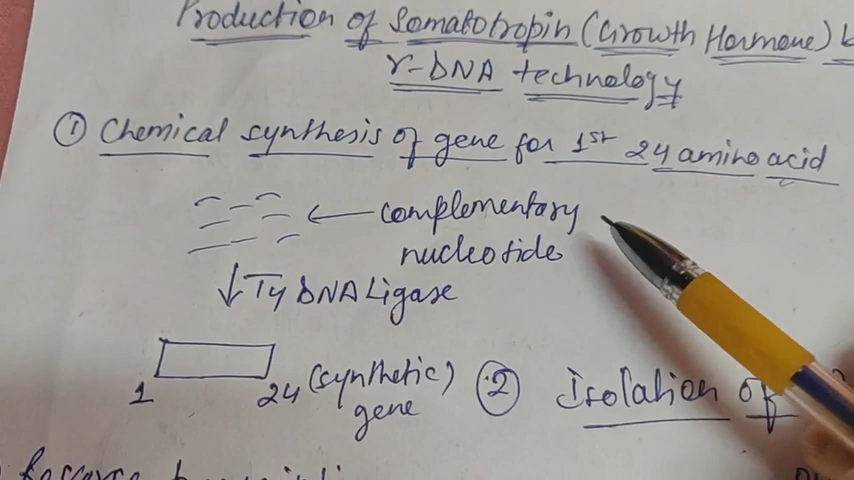 Production of Somatotropin (Growth Hormone)
r-DNA technology
① Chemical synthesis of gene for 1st 24 amino acid
complementary
nucleotide
T4 DNA Ligase
1 24 (synthetic)
gene
② Isolation of